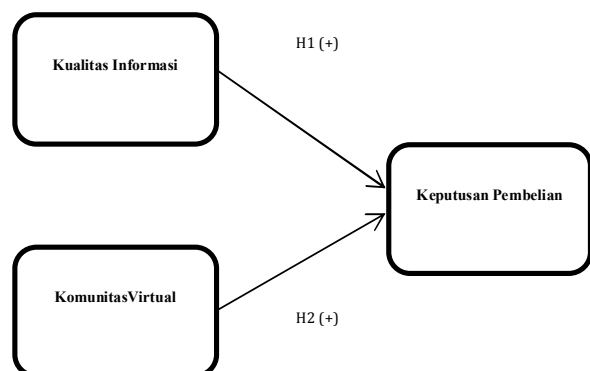 H1 (+)
Kualitas Informasi
Keputusan Pembelian
KomunitasVirtual
H2 (+)